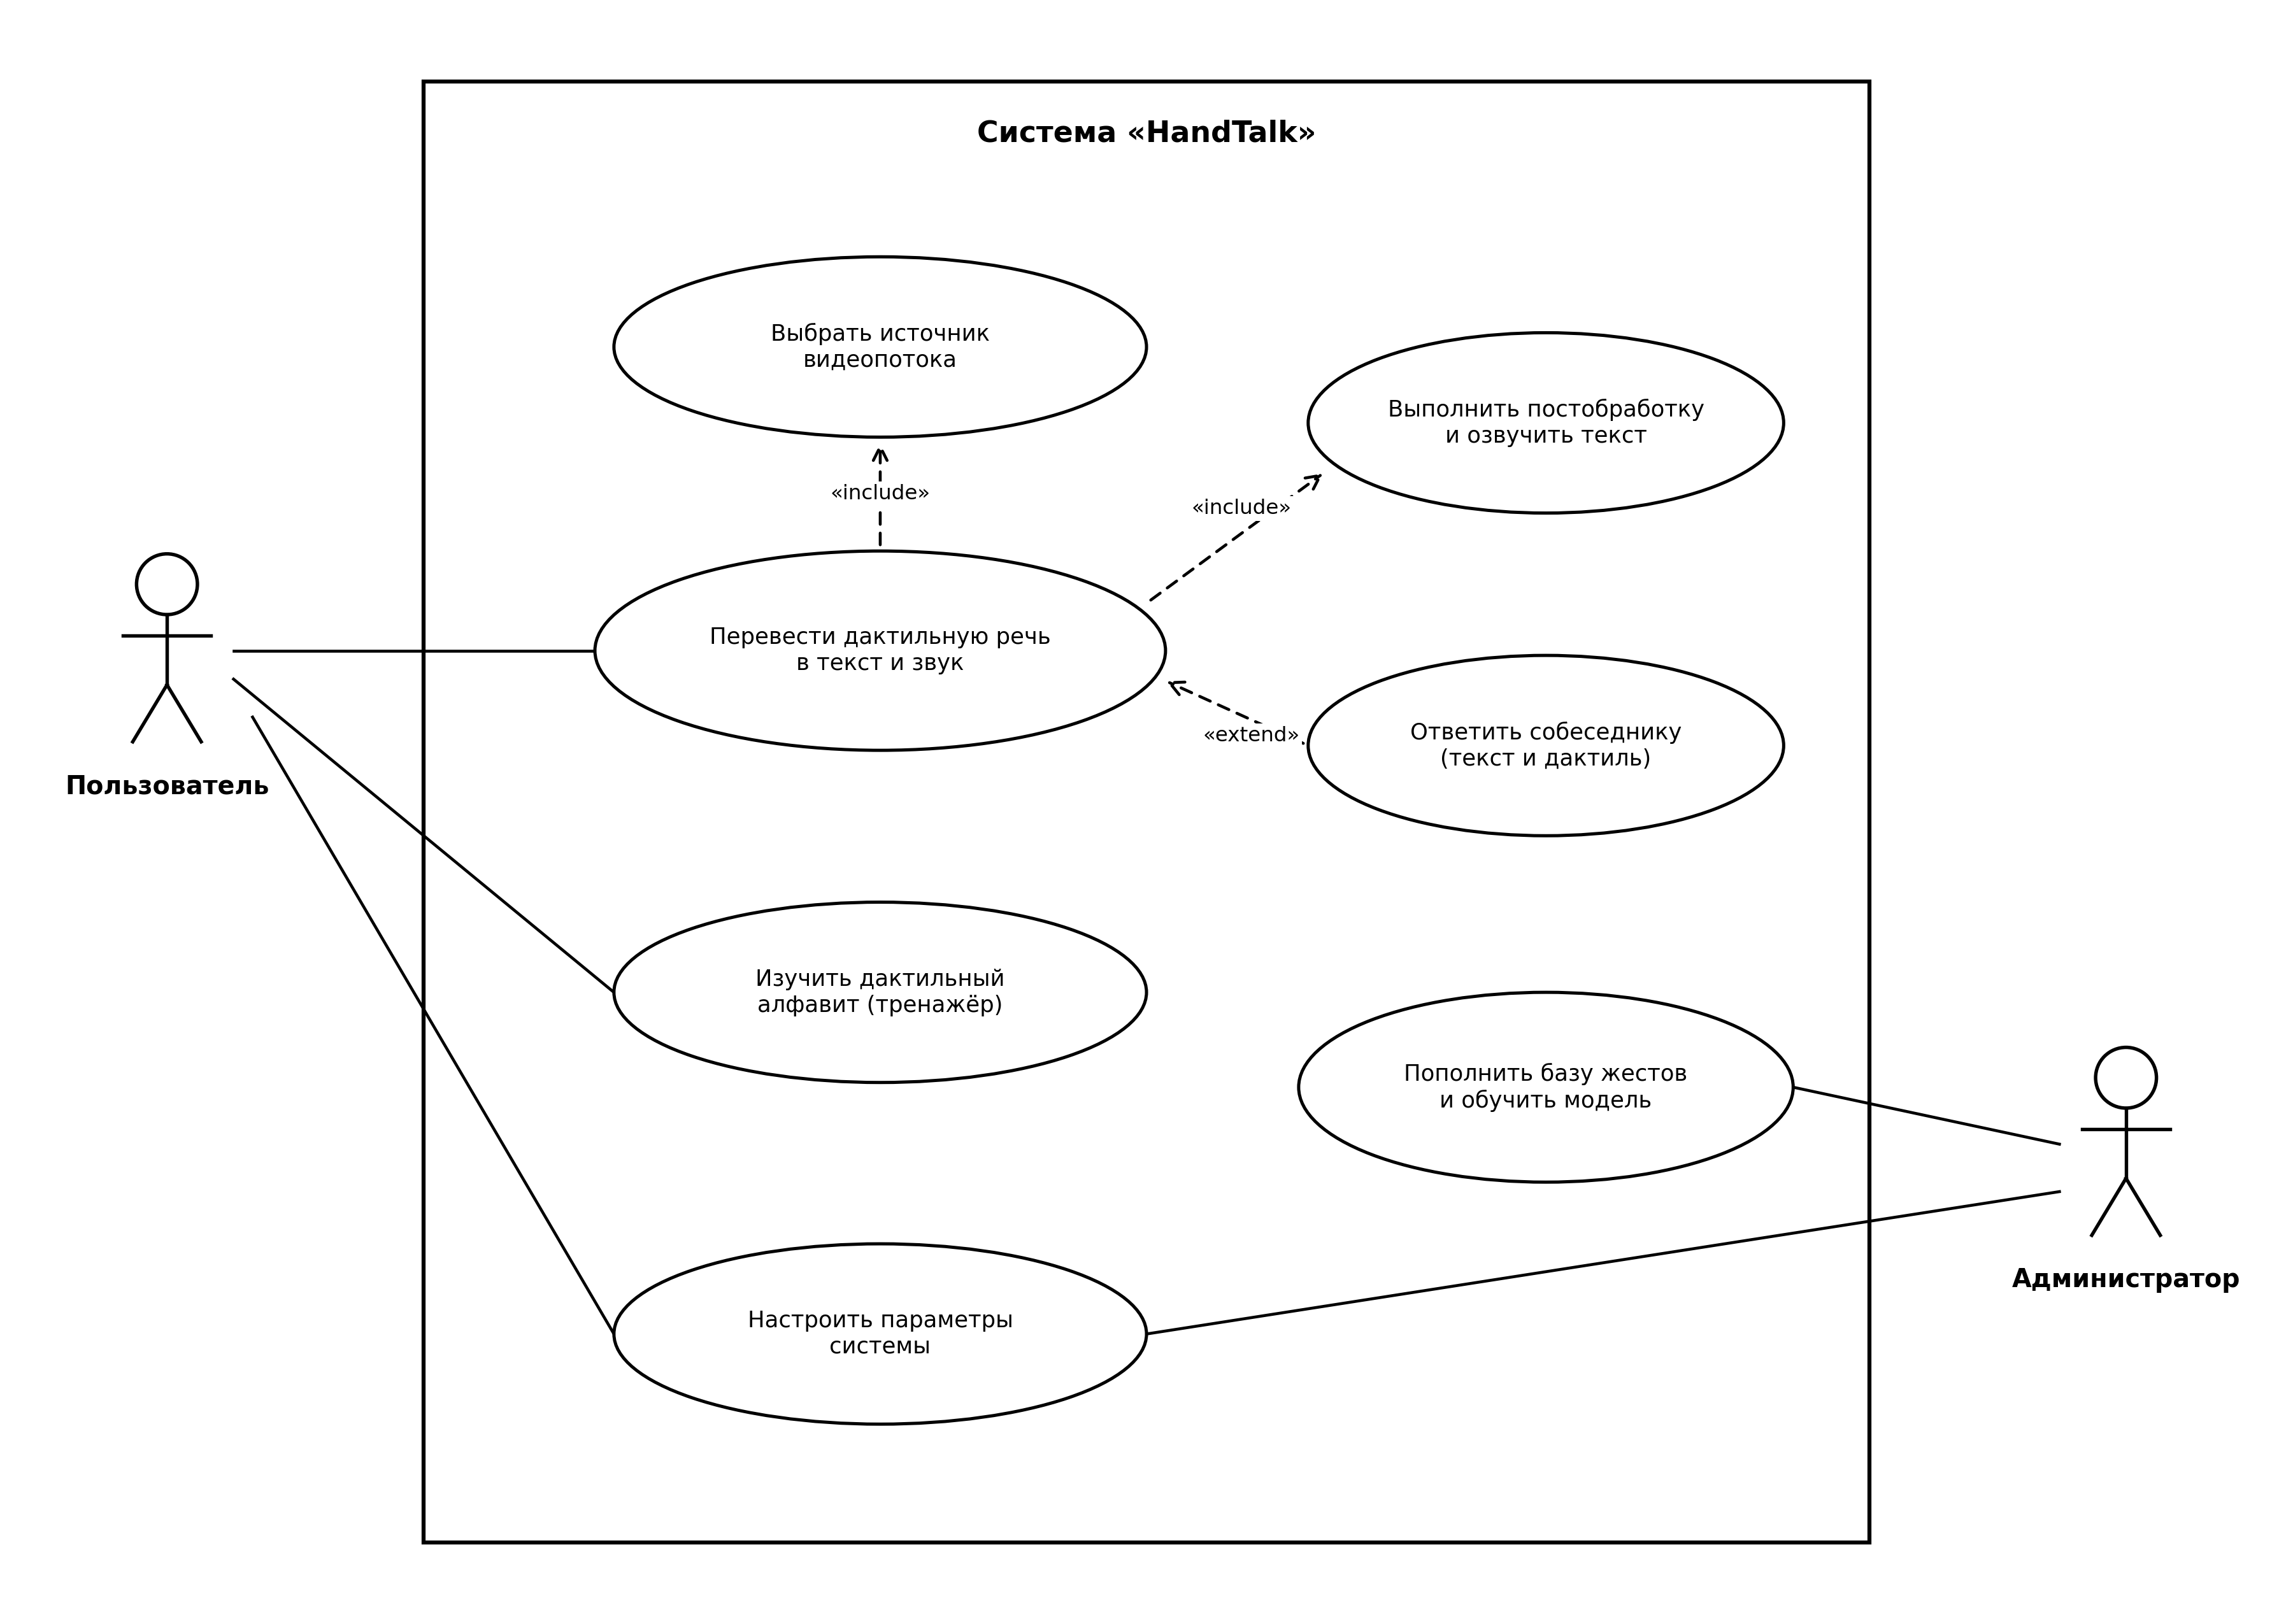 Система «HandTalk»
Выбрать источник
видеопотока
Выполнить постобработку
и озвучить текст
«include»
«include»
Перевести дактильную речь
в текст и звук
Ответить собеседнику
(текст и дактиль)
«extend»
Пользователь
Изучить дактильный
алфавит (тренажёр)
Пополнить базу жестов
и обучить модель
Администратор
Настроить параметры
системы